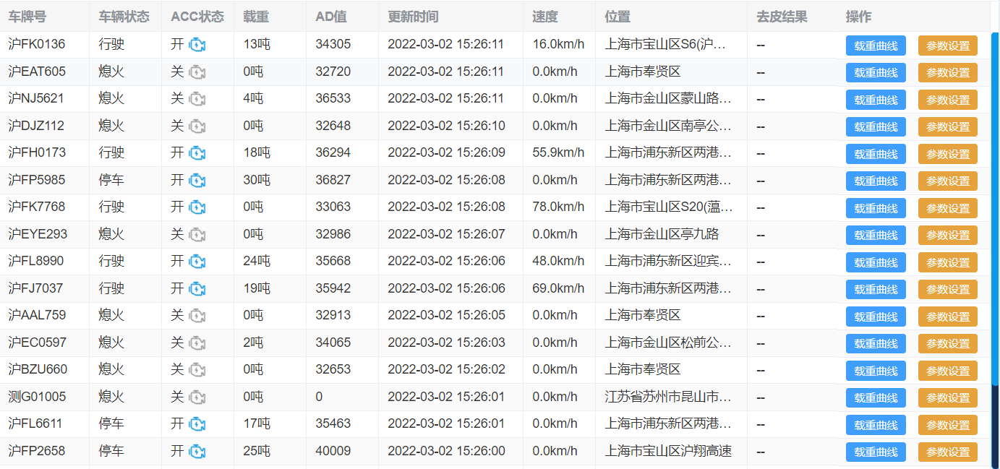 车牌号 车辆状态 ACC状态 载重 AD值 更新时间 速度 位置 去皮结果 操作
沪FK0136 行驶 开 13吨 34305 2022-03-02 15:26:11 16.0km/h 上海市宝山区S6(沪… -- 载重曲线 参数设置
沪EAT605 熄火 关 0吨 32720 2022-03-02 15:26:11 0.0km/h 上海市奉贤区 -- 载重曲线 参数设置
沪NJ5621 熄火 关 4吨 36533 2022-03-02 15:26:11 0.0km/h 上海市金山区蒙山路… -- 载重曲线 参数设置
沪DJZ112 熄火 关 0吨 32648 2022-03-02 15:26:10 0.0km/h 上海市金山区南亭公… -- 载重曲线 参数设置
沪FH0173 行驶 开 18吨 36294 2022-03-02 15:26:09 55.9km/h 上海市浦东新区两港… -- 载重曲线 参数设置
沪FP5985 停车 开 30吨 36827 2022-03-02 15:26:08 0.0km/h 上海市浦东新区两港… -- 载重曲线 参数设置
沪FK7768 行驶 开 0吨 33063 2022-03-02 15:26:08 78.0km/h 上海市宝山区S20(蕰… -- 载重曲线 参数设置
沪EYE293 熄火 关 0吨 32986 2022-03-02 15:26:07 0.0km/h 上海市金山区亭九路 -- 载重曲线 参数设置
沪FL8990 行驶 开 24吨 35668 2022-03-02 15:26:06 48.0km/h 上海市浦东新区迎宾… -- 载重曲线 参数设置
沪FJ7037 行驶 开 19吨 35942 2022-03-02 15:26:06 69.0km/h 上海市浦东新区两港… -- 载重曲线 参数设置
沪AAL759 熄火 关 0吨 32913 2022-03-02 15:26:05 0.0km/h 上海市奉贤区 -- 载重曲线 参数设置
沪EC0597 熄火 关 2吨 34065 2022-03-02 15:26:03 0.0km/h 上海市金山区松前公… -- 载重曲线 参数设置
沪BZU660 熄火 关 0吨 32653 2022-03-02 15:26:02 0.0km/h 上海市奉贤区 -- 载重曲线 参数设置
测G01005 熄火 关 0吨 0 2022-03-02 15:26:01 0.0km/h 江苏省苏州市昆山市… -- 载重曲线 参数设置
沪FL6611 停车 开 17吨 35463 2022-03-02 15:26:01 0.0km/h 上海市浦东新区两港… -- 载重曲线 参数设置
沪FP2658 停车 开 25吨 40009 2022-03-02 15:26:00 0.0km/h 上海市宝山区沪翔高速 -- 载重曲线 参数设置